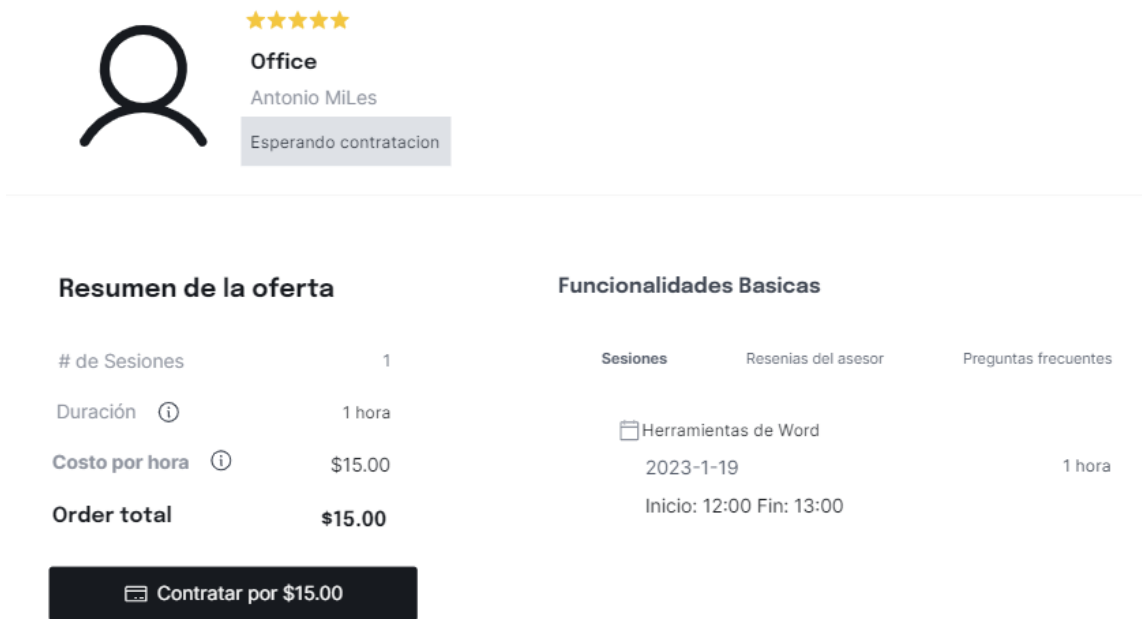 Office
Antonio MiLes
Esperando contratacion
Resumen de la oferta
# de Sesiones 1
Duración 1 hora
Costo por hora $15.00
Order total $15.00
Contratar por $15.00
Funcionalidades Basicas
Sesiones Resenias del asesor Preguntas frecuentes
Herramientas de Word
2023-1-19 1 hora
Inicio: 12:00 Fin: 13:00